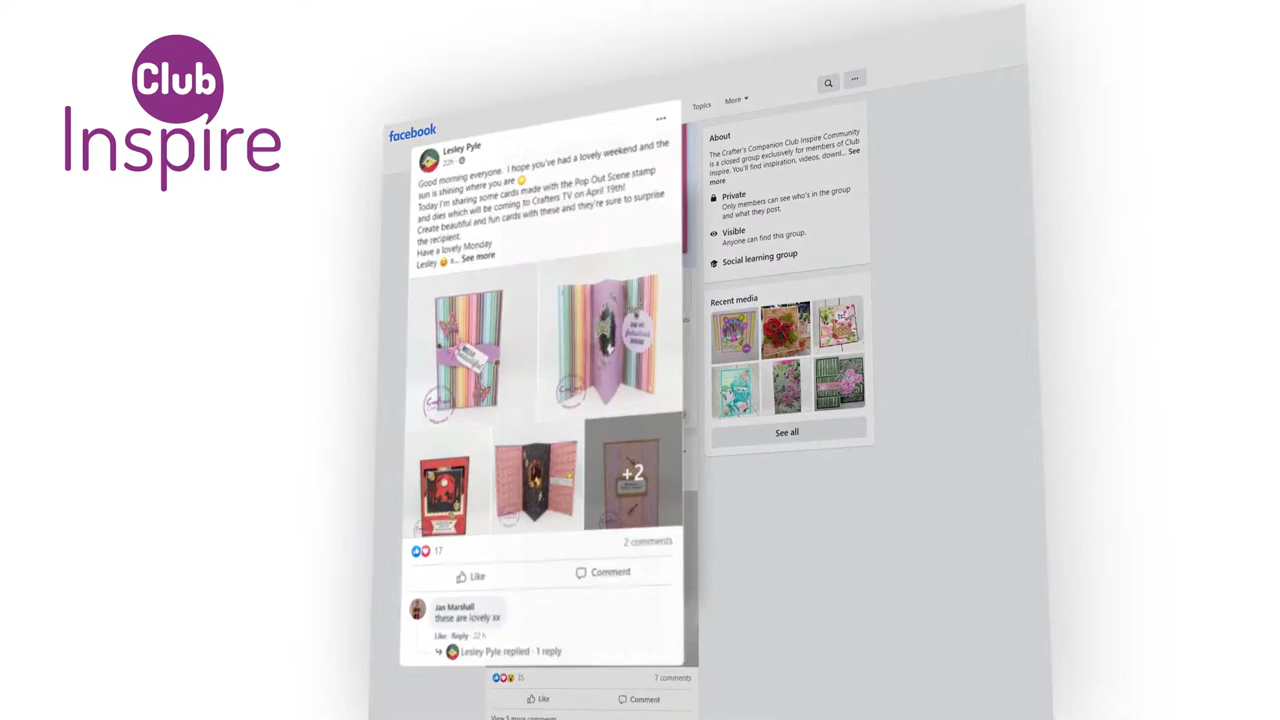 Club
Inspire
facebook
Topics
More
Lesley Pyle
22h
Good morning everyone. I hope you've had a lovely weekend and the
sun is shining where you are
Today I'm sharing some cards made with the Pop Out Scene stamp
and dies which will be coming to Crafters TV on April 19th!
Create beautiful and fun cards with these and they're sure to surprise
the recipient.
Have a lovely Monday
Lesley x... See more
+2
17
2 comments
Like
Comment
Jan Marshall
these are lovely xx
Like · Reply · 22 h
Lesley Pyle replied · 1 reply
35
7 comments
Like
Comment
View 5 more comments
About
The Crafter's Companion Club Inspire Community
is a closed group exclusively for members of Club
Inspire. You'll find inspiration, videos, downl... See
more
Private
Only members can see who's in the group
and what they post.
Visible
Anyone can find this group.
Social learning group
Recent media
See all